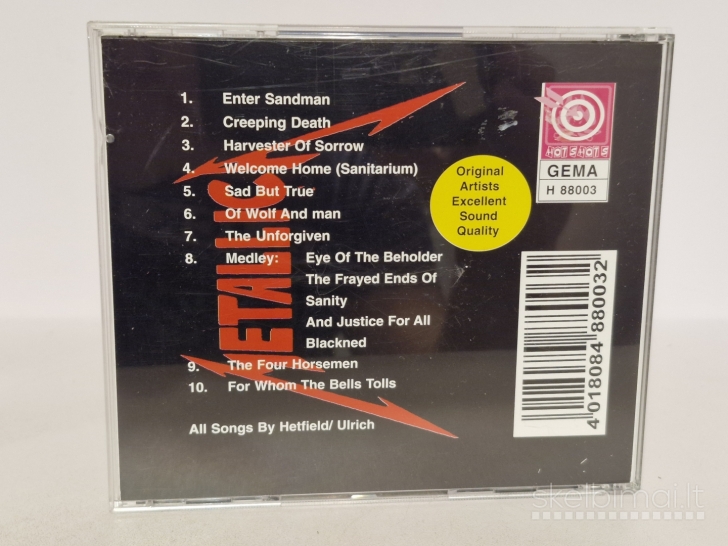 1. Enter Sandman
2. Creeping Death
3. Harvester Of Sorrow
4. Welcome Home (Sanitarium)
5. Sad But True
6. Of Wolf And man
7. The Unforgiven
8. Medley: Eye Of The Beholder
The Frayed Ends Of
Sanity
And Justice For All
Blackned
9. The Four Horsemen
10. For Whom The Bells Tolls
All Songs By Hetfield/ Ulrich
METALLICA
Original
Artists
Excellent
Sound
Quality
HOT SHOTS
GEMA
H 88003
4 018084 880032
skelbimai.lt